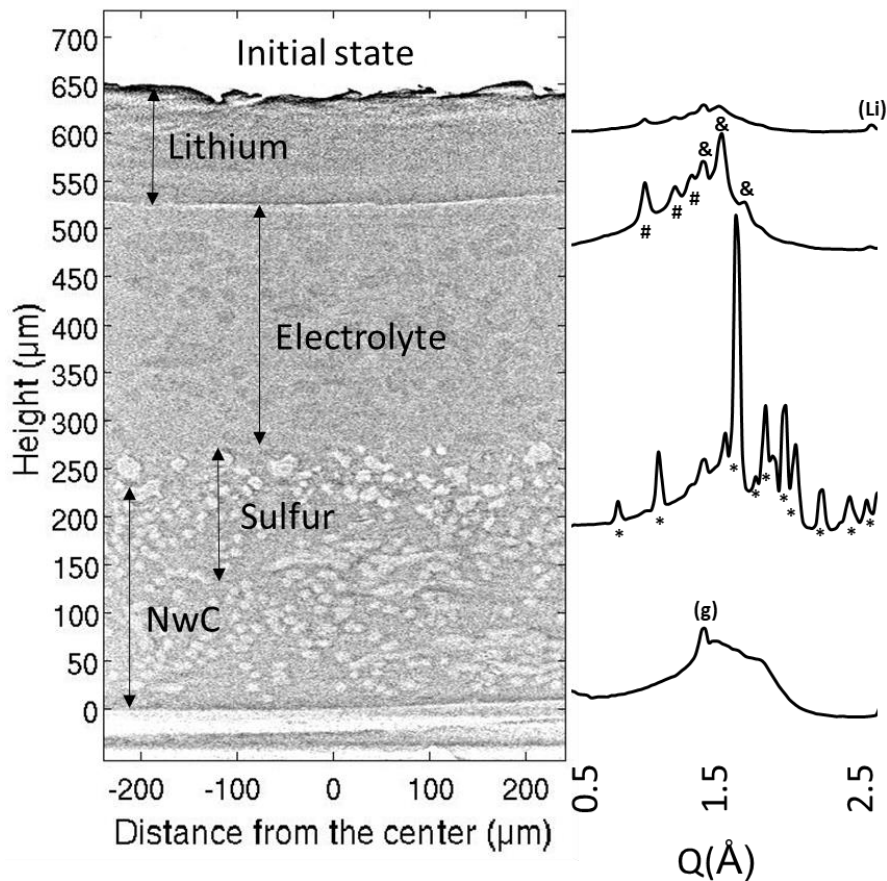 Initial state
700
650
600
550
500
450
400
350
300
250
200
150
100
50
0
Height (µm)
Lithium
Electrolyte
Sulfur
NwC
-200 -100 0 100 200
Distance from the center (µm)
(Li)
& & &
# # #
* * * * * * * * * *
(g)
0.5 1.5 2.5
Q(Å)